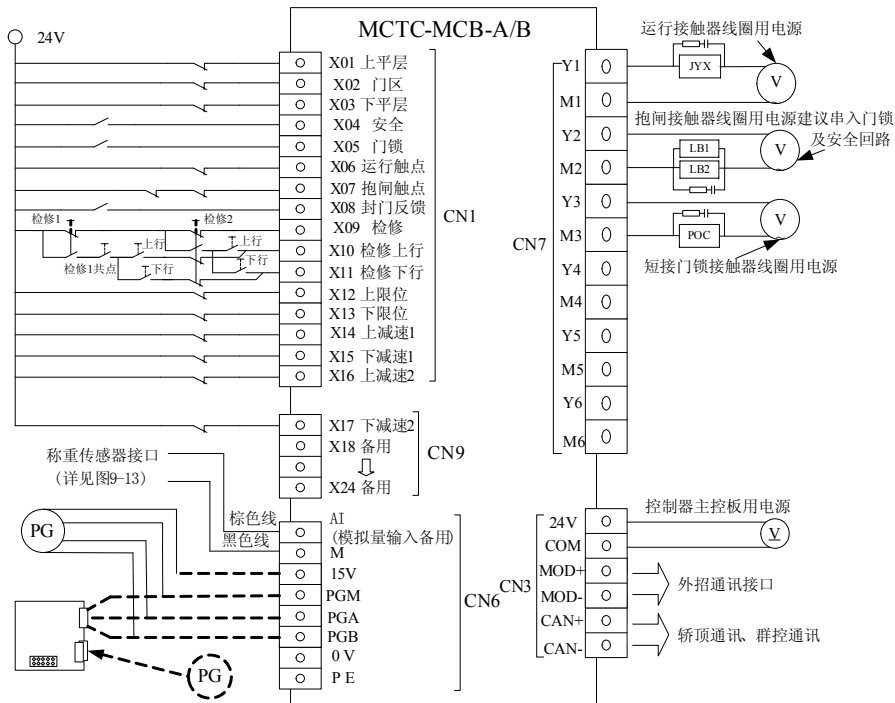 MCTC-MCB-A/B
24V
X01 上平层
X02 门区
X03 下平层
X04 安全
X05 门锁
X06 运行触点
X07 抱闸触点
X08 封门反馈
X09 检修
X10 检修上行
X11 检修下行
X12 上限位
X13 下限位
X14 上减速1
X15 下减速1
X16 上减速2
CN1
检修1
检修2
上行
上行
检修1共点
下行
下行
X17 下减速2
X18 备用
X24 备用
CN9
称重传感器接口
(详见图9-13)
棕色线
黑色线
AI
(模拟量输入备用)
M
15V
PGM
PGA
PGB
0 V
P E
CN6
PG
PG
Y1
M1
Y2
M2
Y3
M3
Y4
M4
Y5
M5
Y6
M6
CN7
运行接触器线圈用电源
JYX
V
抱闸接触器线圈用电源建议串入门锁
及安全回路
LB1
LB2
V
POC
V
短接门锁接触器线圈用电源
24V
COM
MOD+
MOD-
CAN+
CAN-
CN3
控制器主控板用电源
V
外招通讯接口
轿顶通讯、群控通讯